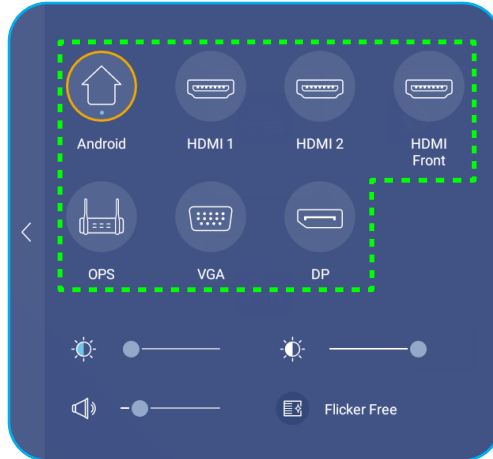 Android
HDMI 1
HDMI 2
HDMI
Front
OPS
VGA
DP
Flicker Free